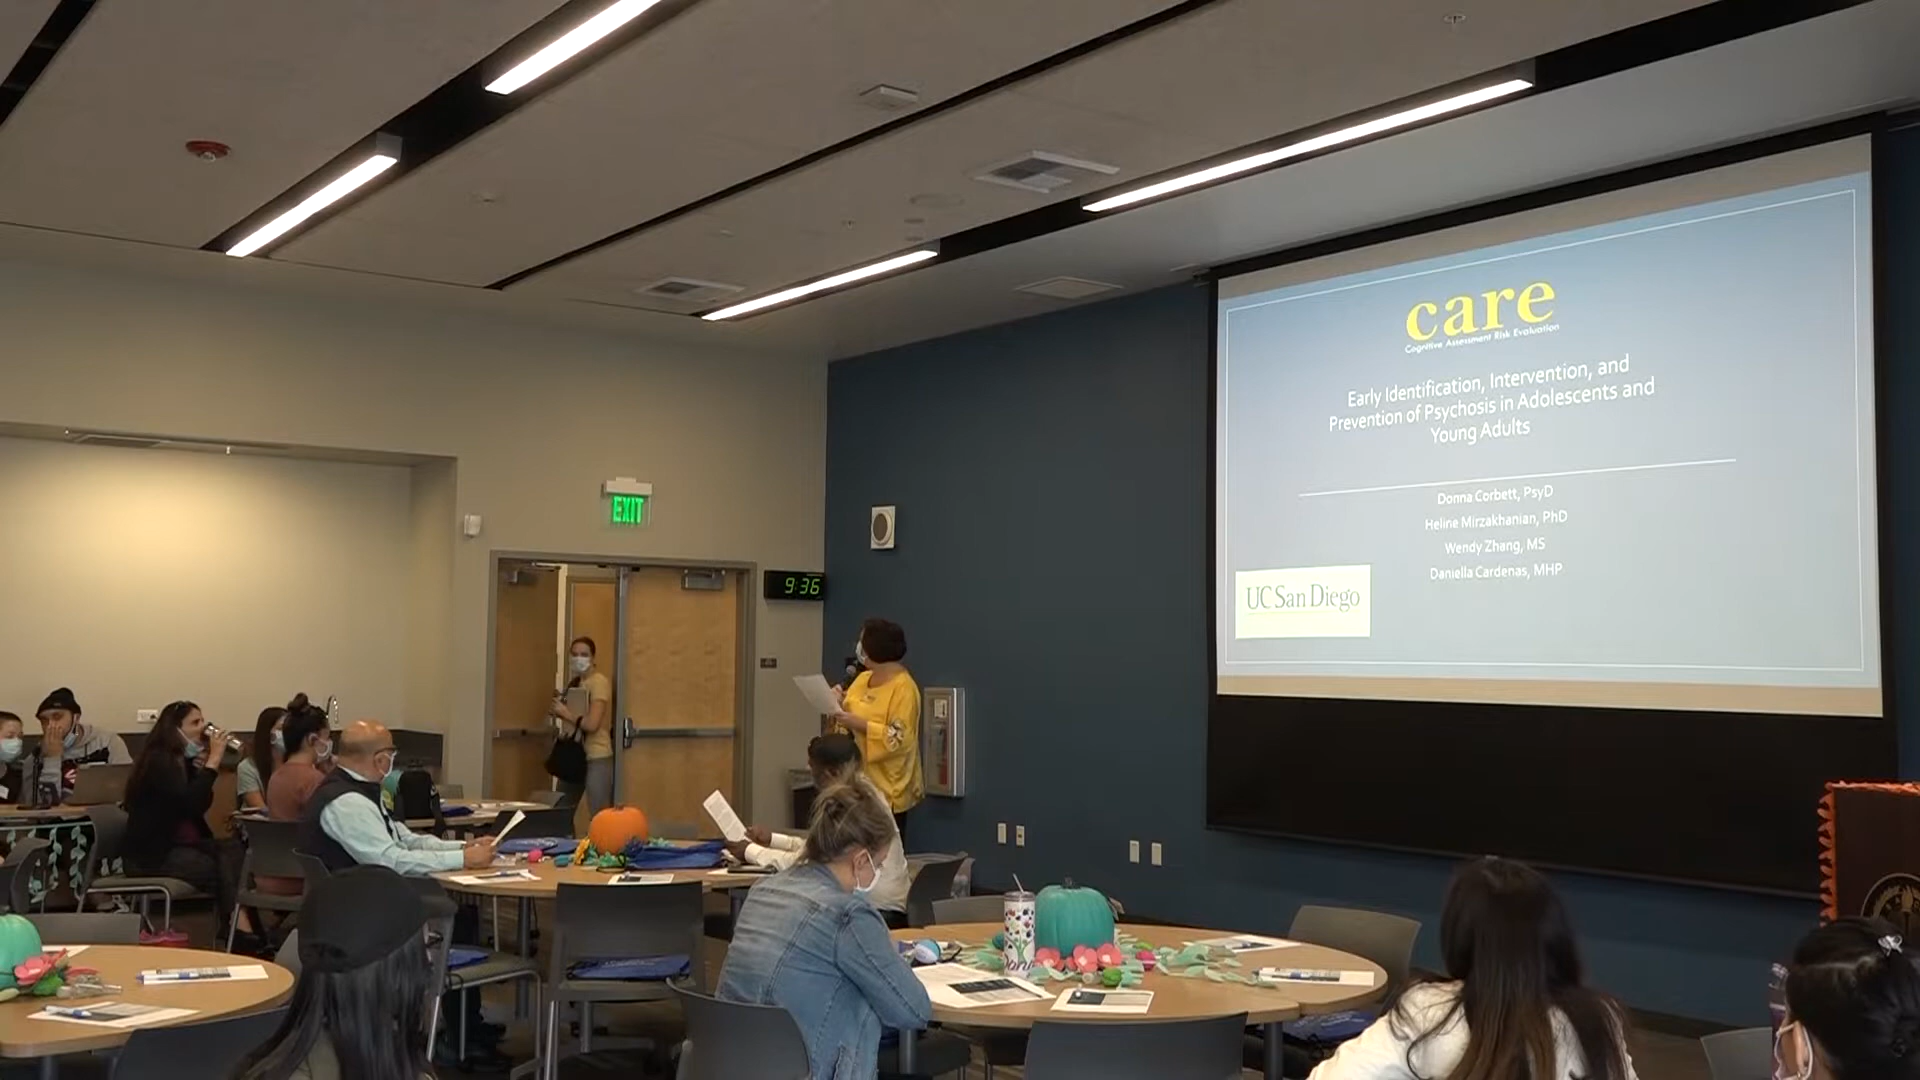 care
Cognitive Assessment Risk Evaluation
Early Identification, Intervention, and
Prevention of Psychosis in Adolescents and
Young Adults
Donna Corbett, PsyD
Heline Mirzakhanian, PhD
Wendy Zhang, MS
Daniella Cardenas, MHP
UC San Diego
EXIT
9:36